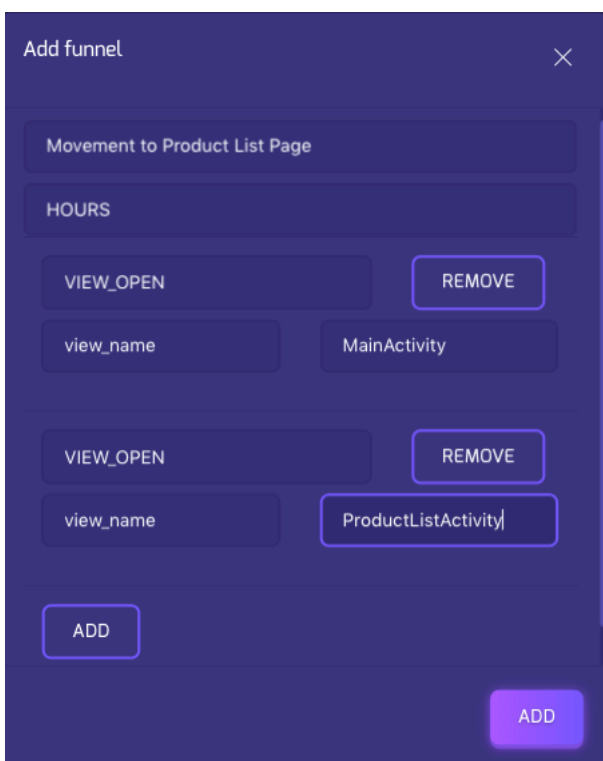 Add funnel
Movement to Product List Page
HOURS
VIEW_OPEN REMOVE
view_name MainActivity
VIEW_OPEN REMOVE
view_name ProductListActivity
ADD
ADD